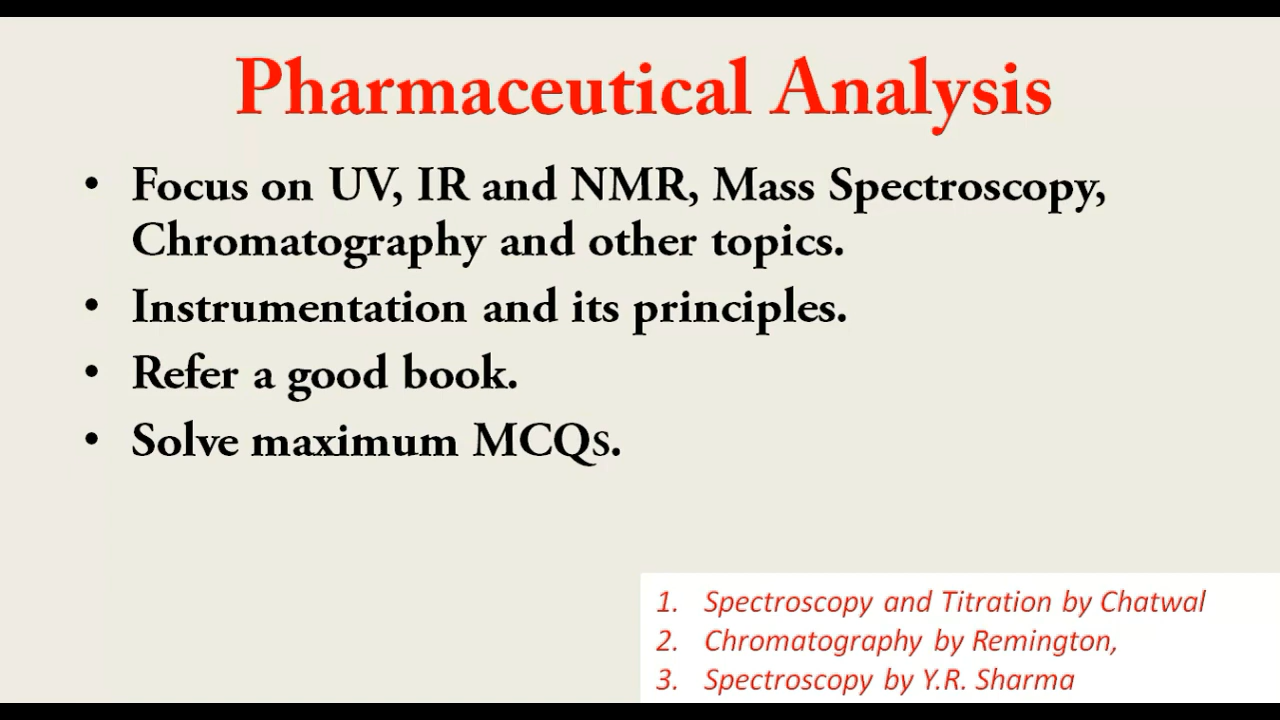 Pharmaceutical Analysis
• Focus on UV, IR and NMR, Mass Spectroscopy,
Chromatography and other topics.
• Instrumentation and its principles.
• Refer a good book.
• Solve maximum MCQs.
1. Spectroscopy and Titration by Chatwal
2. Chromatography by Remington,
3. Spectroscopy by Y.R. Sharma